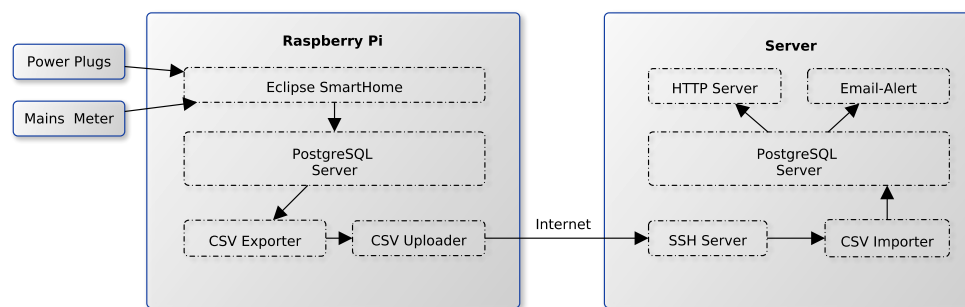 Raspberry Pi
Power Plugs
Mains Meter
Eclipse SmartHome
PostgreSQL
Server
CSV Exporter
CSV Uploader
Internet
Server
HTTP Server
Email-Alert
PostgreSQL
Server
SSH Server
CSV Importer